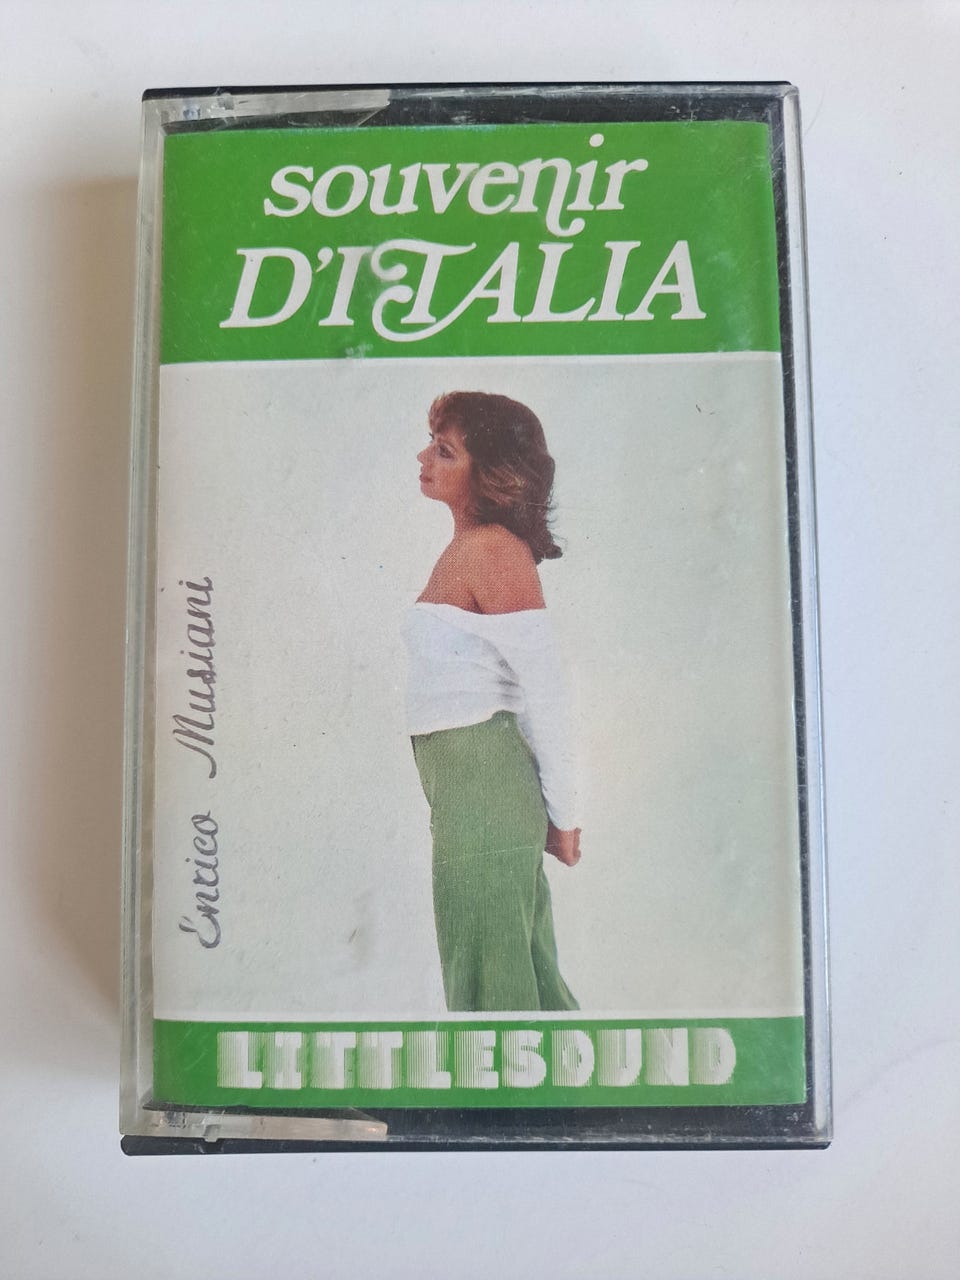 souvenir
D'ITALIA
Enrico Musiani
LITTLESOUND